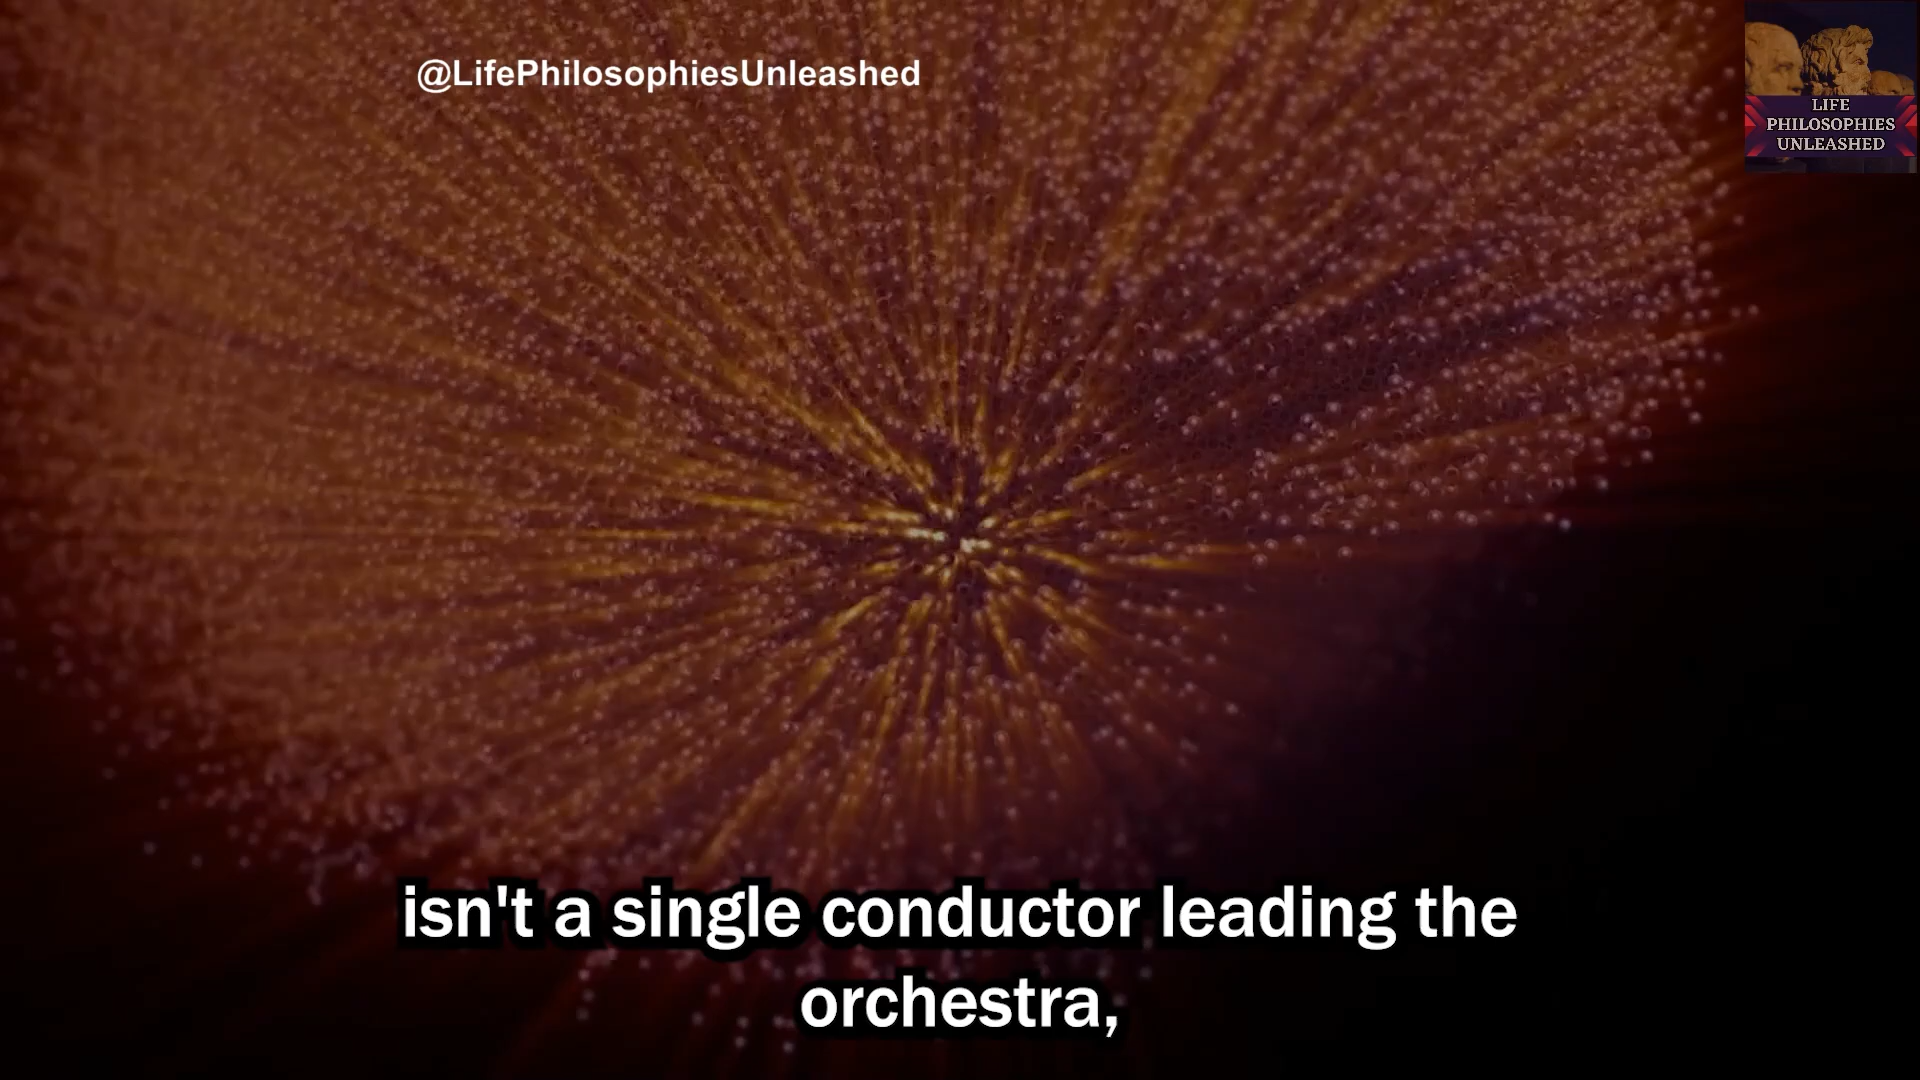 @LifePhilosophiesUnleashed
LIFE
PHILOSOPHIES
UNLEASHED
isn't a single conductor leading the
orchestra,